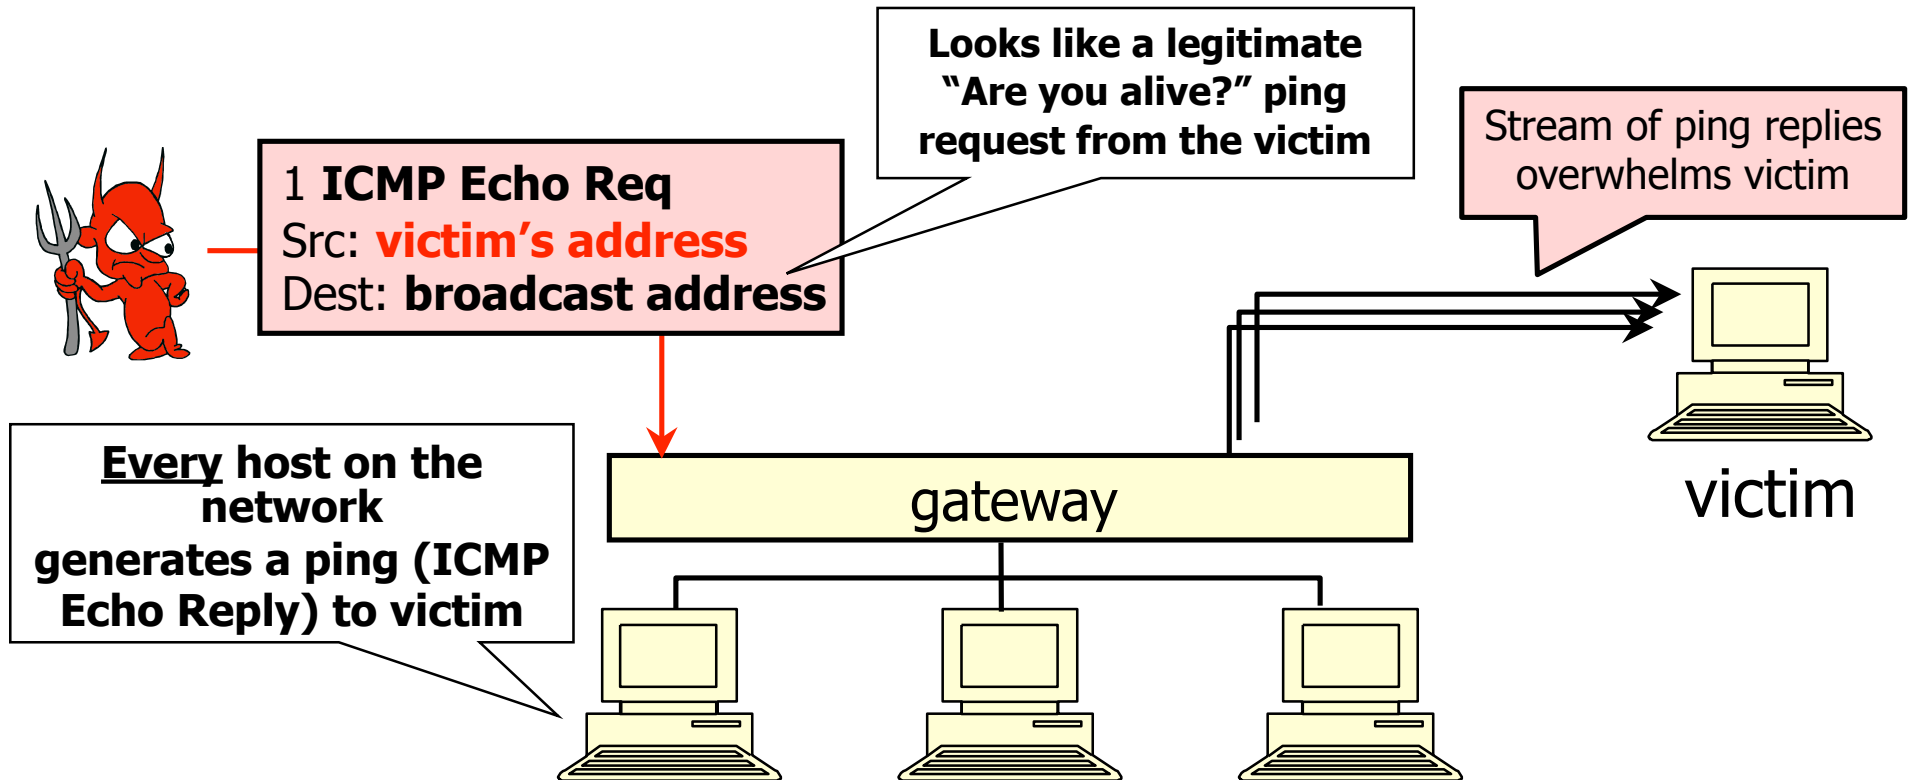 Looks like a legitimate
“Are you alive?” ping
request from the victim
Stream of ping replies
overwhelms victim
1 ICMP Echo Req
Src: victim’s address
Dest: broadcast address
Every host on the
network
generates a ping (ICMP
Echo Reply) to victim
gateway
victim